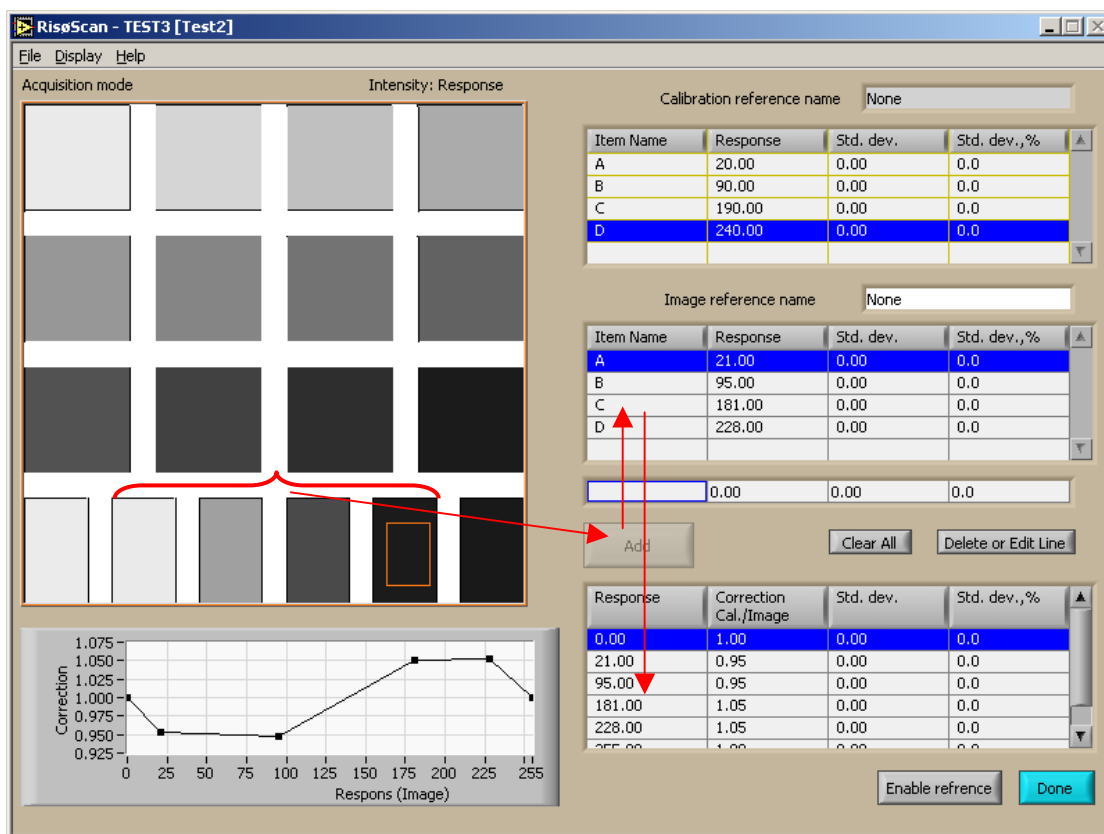 RisøScan - TEST3 [Test2]
File Display Help
Acquisition mode Intensity: Response
Calibration reference name None
Item Name Response Std. dev. Std. dev.,%
A 20.00 0.00 0.0
B 90.00 0.00 0.0
C 190.00 0.00 0.0
D 240.00 0.00 0.0
Image reference name None
Item Name Response Std. dev. Std. dev.,%
A 21.00 0.00 0.0
B 95.00 0.00 0.0
C 181.00 0.00 0.0
D 228.00 0.00 0.0
0.00 0.00 0.0
Add Clear All Delete or Edit Line
Response Correction Cal./Image Std. dev. Std. dev.,%
0.00 1.00 0.00 0.0
21.00 0.95 0.00 0.0
95.00 0.95 0.00 0.0
181.00 1.05 0.00 0.0
228.00 1.05 0.00 0.0
255.00 1.00 0.00 0.0
Correction
1.075
1.050
1.025
1.000
0.975
0.950
0.925
0 25 50 75 100 125 150 175 200 225 255
Respons (Image)
Enable refrence Done